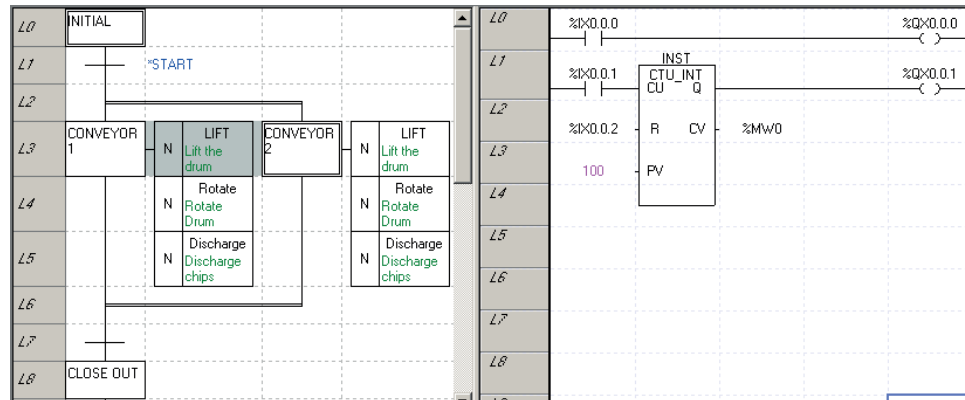 L0
INITIAL
L1
*START
L2
L3
CONVEYOR
1
N
LIFT
Lift the
drum
CONVEYOR
2
N
LIFT
Lift the
drum
L4
N
Rotate
Rotate
Drum
N
Rotate
Rotate
Drum
L5
N
Discharge
Discharge
chips
N
Discharge
Discharge
chips
L6
L7
L8
CLOSE OUT
L0
%IX0.0.0
%QX0.0.0
L1
INST
%IX0.0.1
CTU_INT
%QX0.0.1
CU Q
L2
%IX0.0.2
R CV
%MW0
L3
100
PV
L4
L5
L6
L7
L8